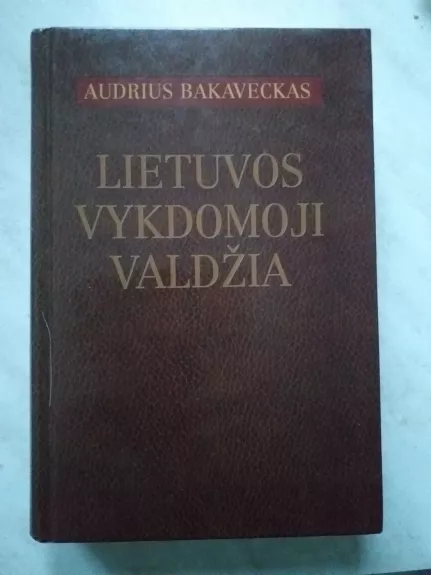 AUDRIUS BAKAVECKAS
LIETUVOS
VYKDOMOJI
VALDŽIA